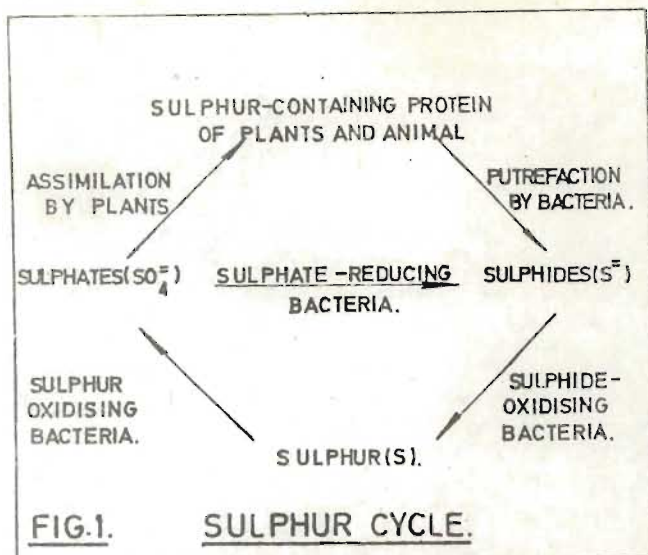 SULPHUR-CONTAINING PROTEIN
OF PLANTS AND ANIMAL
ASSIMILATION
BY PLANTS
PUTREFACTION
BY BACTERIA.
SULPHATES(SO₄⁼)
SULPHATE-REDUCING
BACTERIA.
SULPHIDES(S⁼)
SULPHUR
OXIDISING
BACTERIA.
SULPHIDE-
OXIDISING
BACTERIA.
SULPHUR(S).
FIG.1. SULPHUR CYCLE.